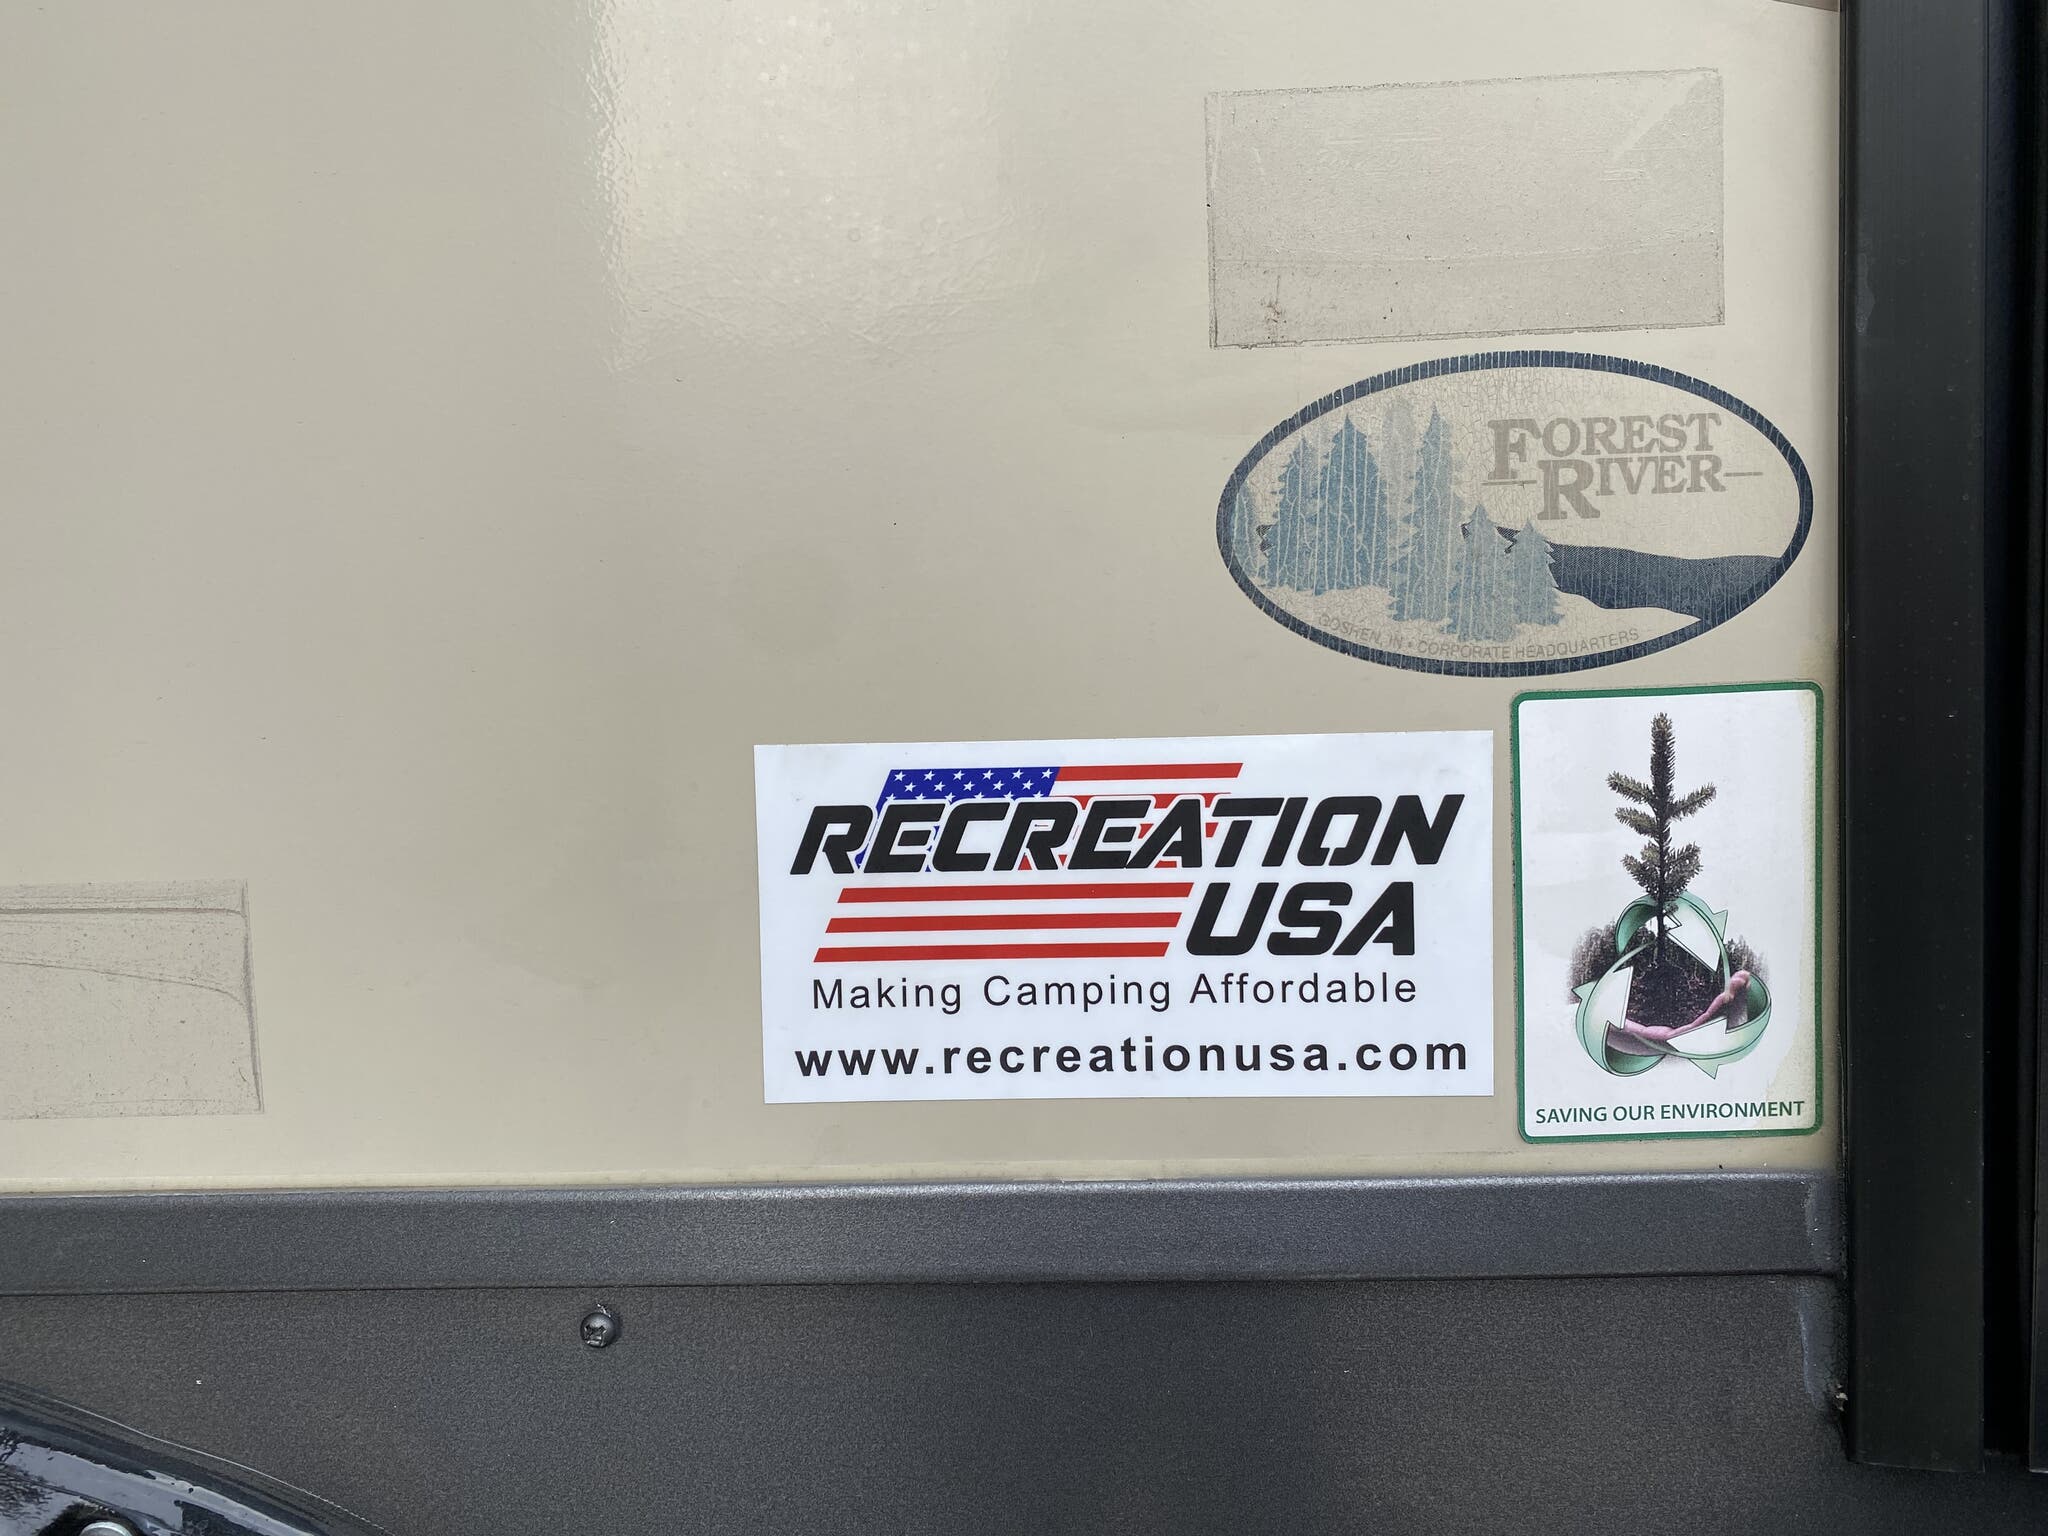 FOREST
RIVER
GOSHEN, IN • CORPORATE HEADQUARTERS
RECREATION
USA
Making Camping Affordable
www.recreationusa.com
SAVING OUR ENVIRONMENT